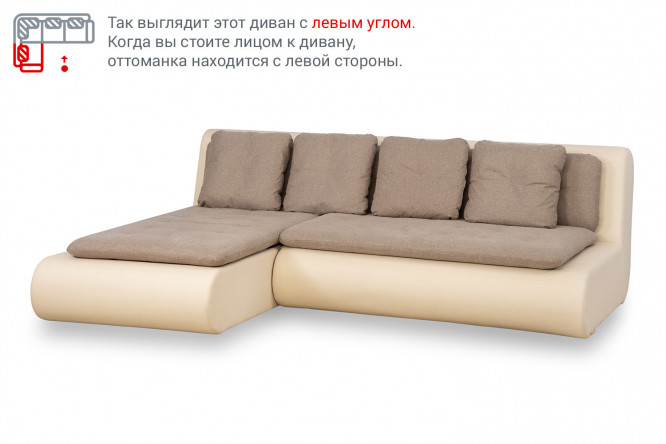 Так выглядит этот диван с левым углом.
Когда вы стоите лицом к дивану,
оттоманка находится с левой стороны.